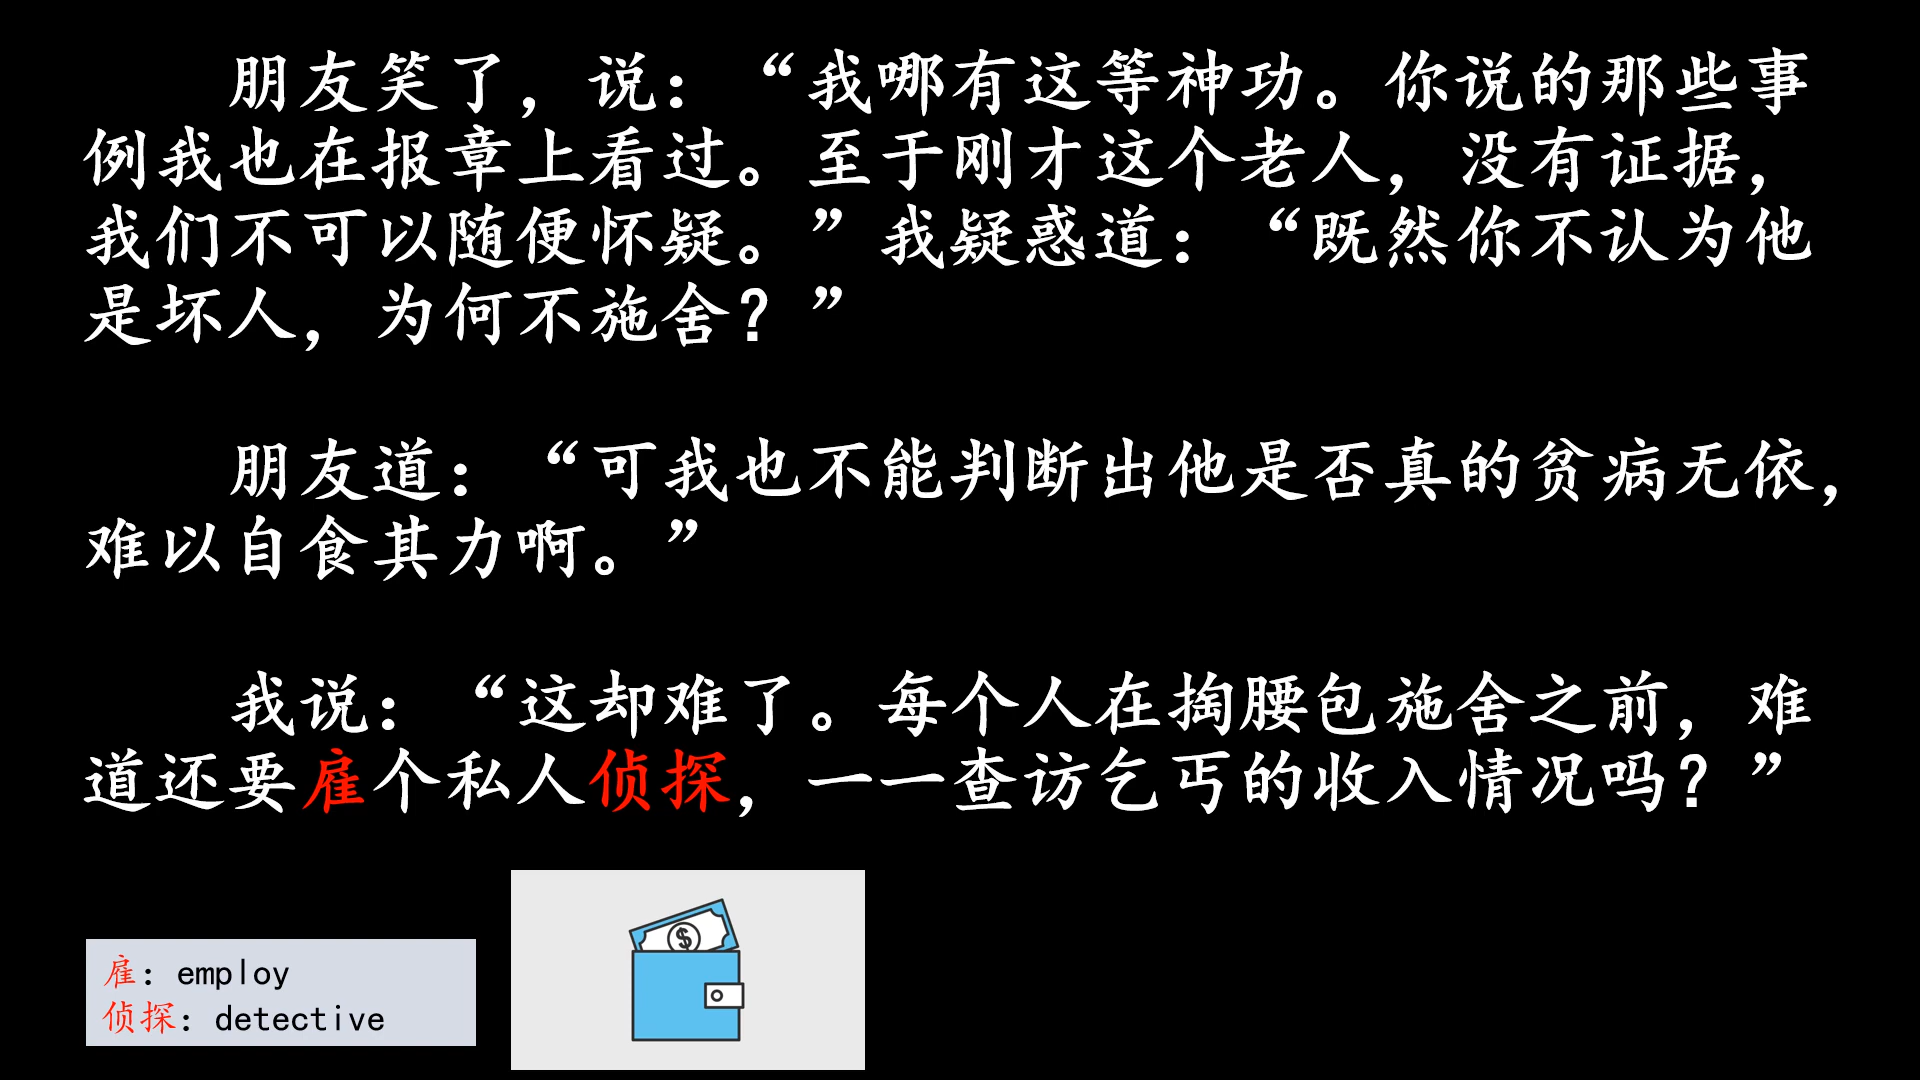 朋友笑了，说：“我哪有这等神功。你说的那些事
例我也在报章上看过。至于刚才这个老人，没有证据，
我们不可以随便怀疑。”我疑惑道：“既然你不认为他
是坏人，为何不施舍？”
朋友道：“可我也不能判断出他是否真的贫病无依，
难以自食其力啊。”
我说：“这却难了。每个人在掏腰包施舍之前，难
道还要雇个私人侦探，一一查访乞丐的收入情况吗？”
雇：employ
侦探：detective
$